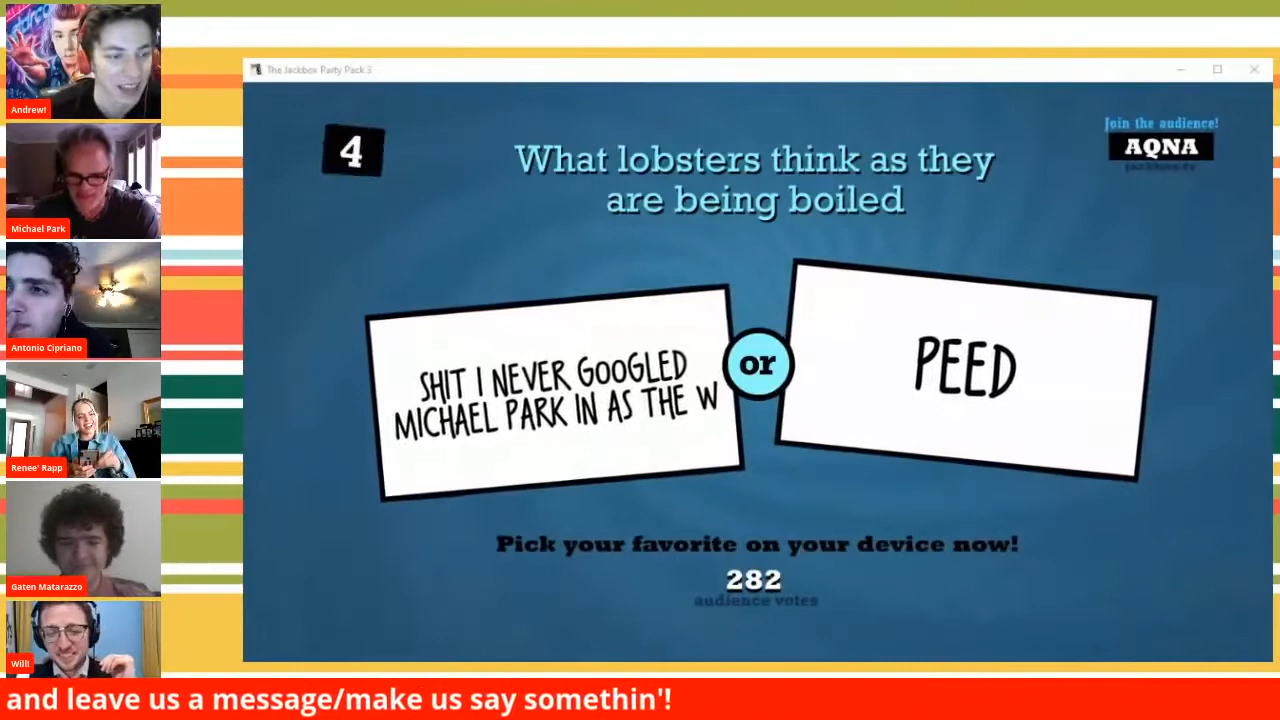 Andrew!
Michael Park
Antonio Cipriano
Renee' Rapp
Gaten Matarazzo
Will!
The Jackbox Party Pack 3
4
What lobsters think as they
are being boiled
Join the audience!
AQNA
jackbox.tv
SHIT I NEVER GOOGLED
MICHAEL PARK IN AS THE W
or
PEED
Pick your favorite on your device now!
282
audience votes
and leave us a message/make us say somethin'!